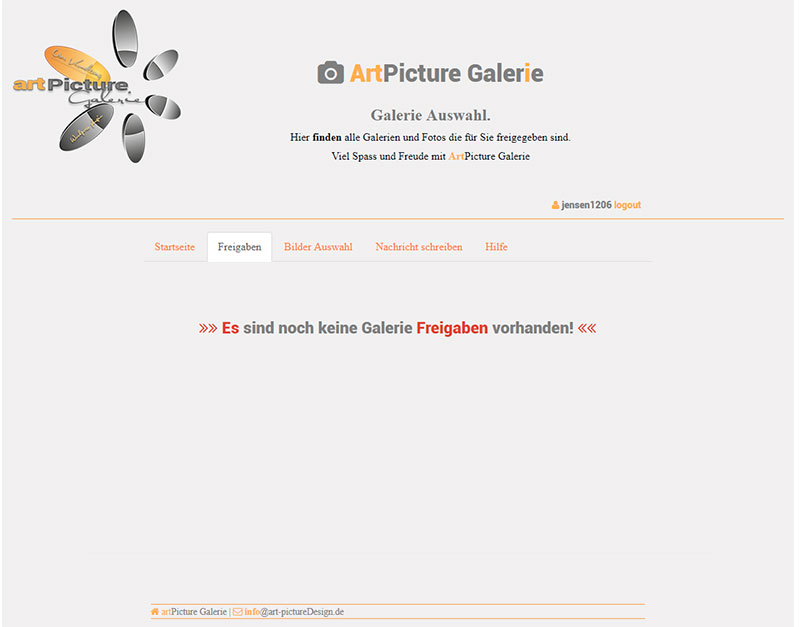 artPicture
Galerie
ArtPicture Galerie
Galerie Auswahl.
Hier finden alle Galerien und Fotos die für Sie freigegeben sind.
Viel Spass und Freude mit ArtPicture Galerie
jensen1206 logout
Startseite Freigaben Bilder Auswahl Nachricht schreiben Hilfe
»» Es sind noch keine Galerie Freigaben vorhanden! ««
artPicture Galerie | info@art-pictureDesign.de